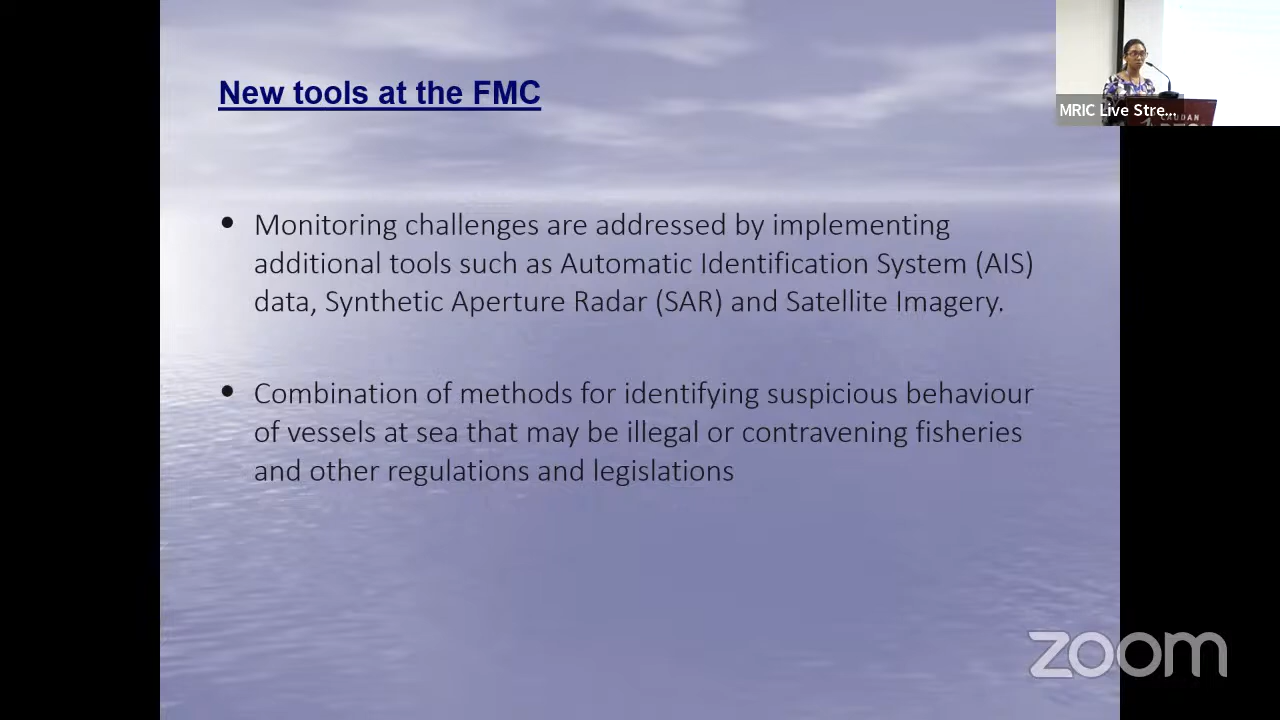 New tools at the FMC
MRIC Live Stre...
CAUDAN
• Monitoring challenges are addressed by implementing
additional tools such as Automatic Identification System (AIS)
data, Synthetic Aperture Radar (SAR) and Satellite Imagery.
• Combination of methods for identifying suspicious behaviour
of vessels at sea that may be illegal or contravening fisheries
and other regulations and legislations
zoom